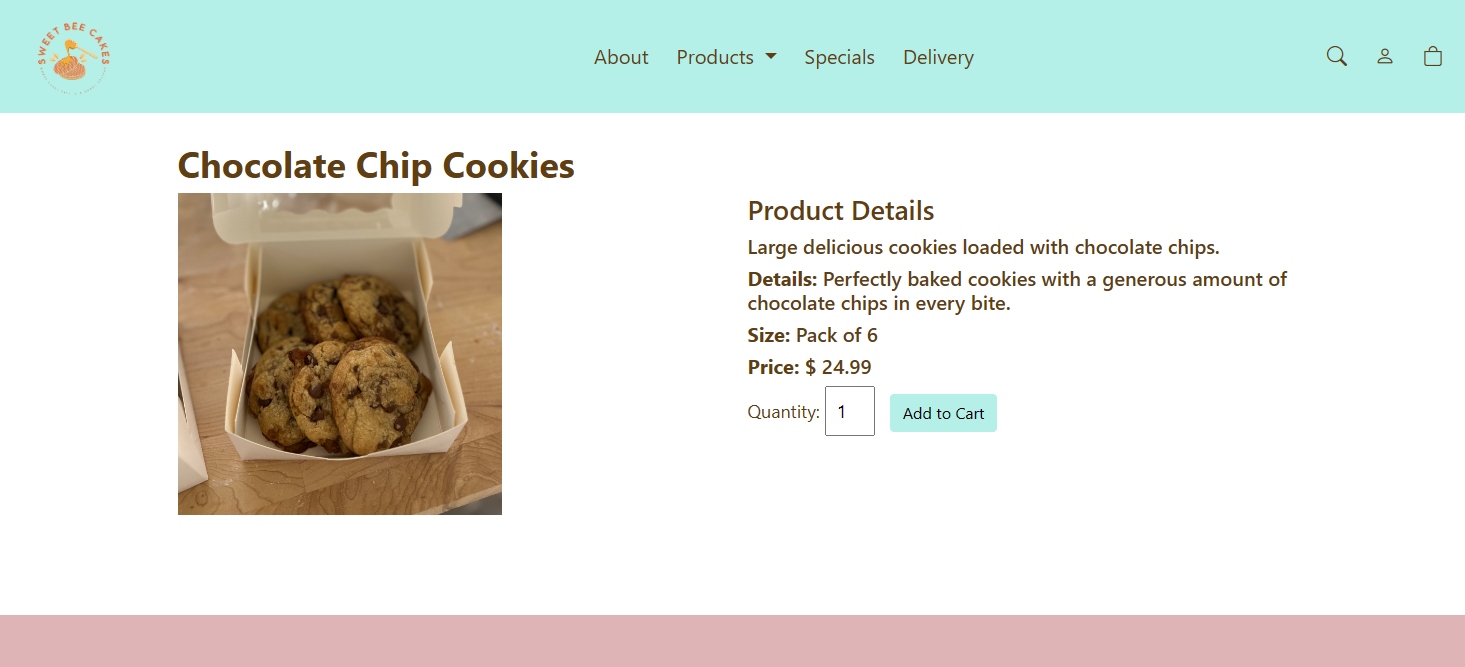 SWEET BEE CAKES
About Products Specials Delivery
Chocolate Chip Cookies
Product Details
Large delicious cookies loaded with chocolate chips.
Details: Perfectly baked cookies with a generous amount of
chocolate chips in every bite.
Size: Pack of 6
Price: $ 24.99
Quantity: 1 Add to Cart